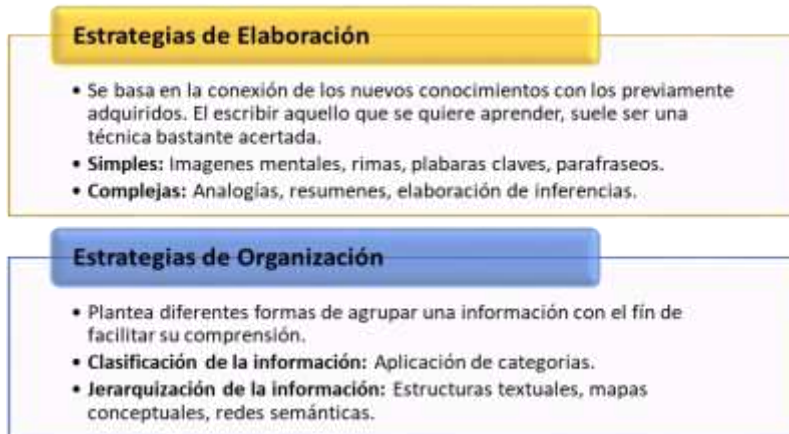 Estrategias de Elaboración
• Se basa en la conexión de los nuevos conocimientos con los previamente
adquiridos. El escribir aquello que se quiere aprender, suele ser una
técnica bastante acertada.
• Simples: Imagenes mentales, rimas, plabaras claves, parafraseos.
• Complejas: Analogías, resumenes, elaboración de inferencias.
Estrategias de Organización
• Plantea diferentes formas de agrupar una información con el fín de
facilitar su comprensión.
• Clasificación de la información: Aplicación de categorias.
• Jerarquización de la información: Estructuras textuales, mapas
conceptuales, redes semánticas.